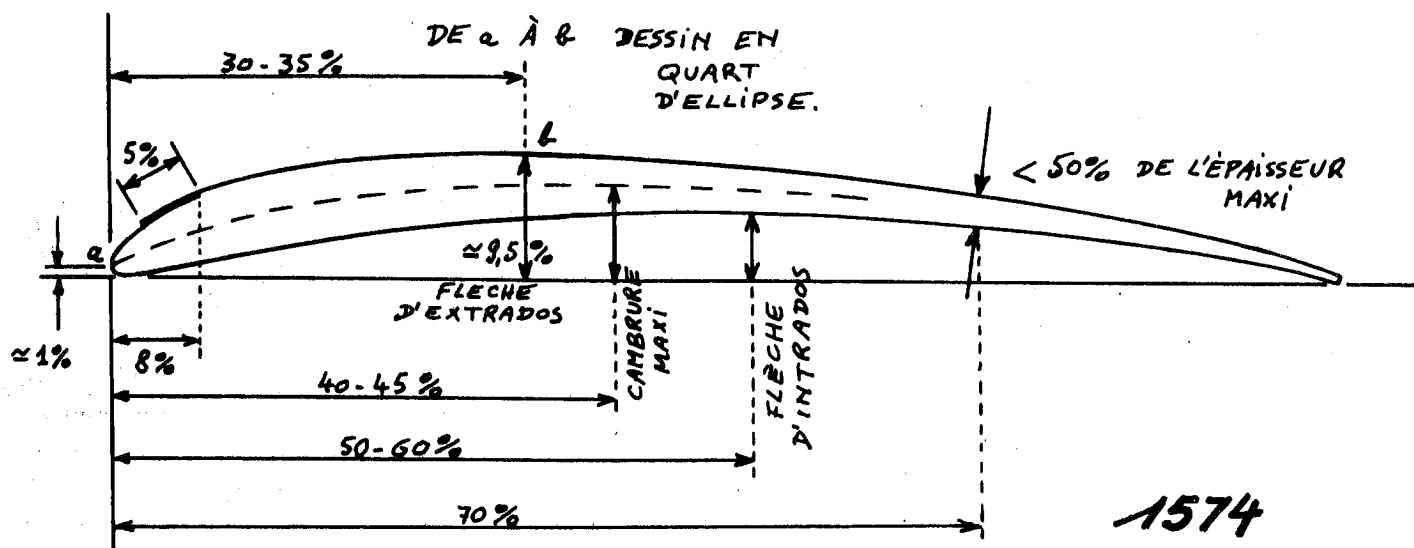 DE a À b DESSIN EN
QUART
D'ELLIPSE.
30-35%
b
5%
< 50% DE L'ÉPAISSEUR
MAXI
a
≃9,5%
FLECHE
D'EXTRADOS
CAMBRURE
MAXI
FLÈCHE
D'INTRADOS
≃1%
8%
40-45%
50-60%
70%
1574